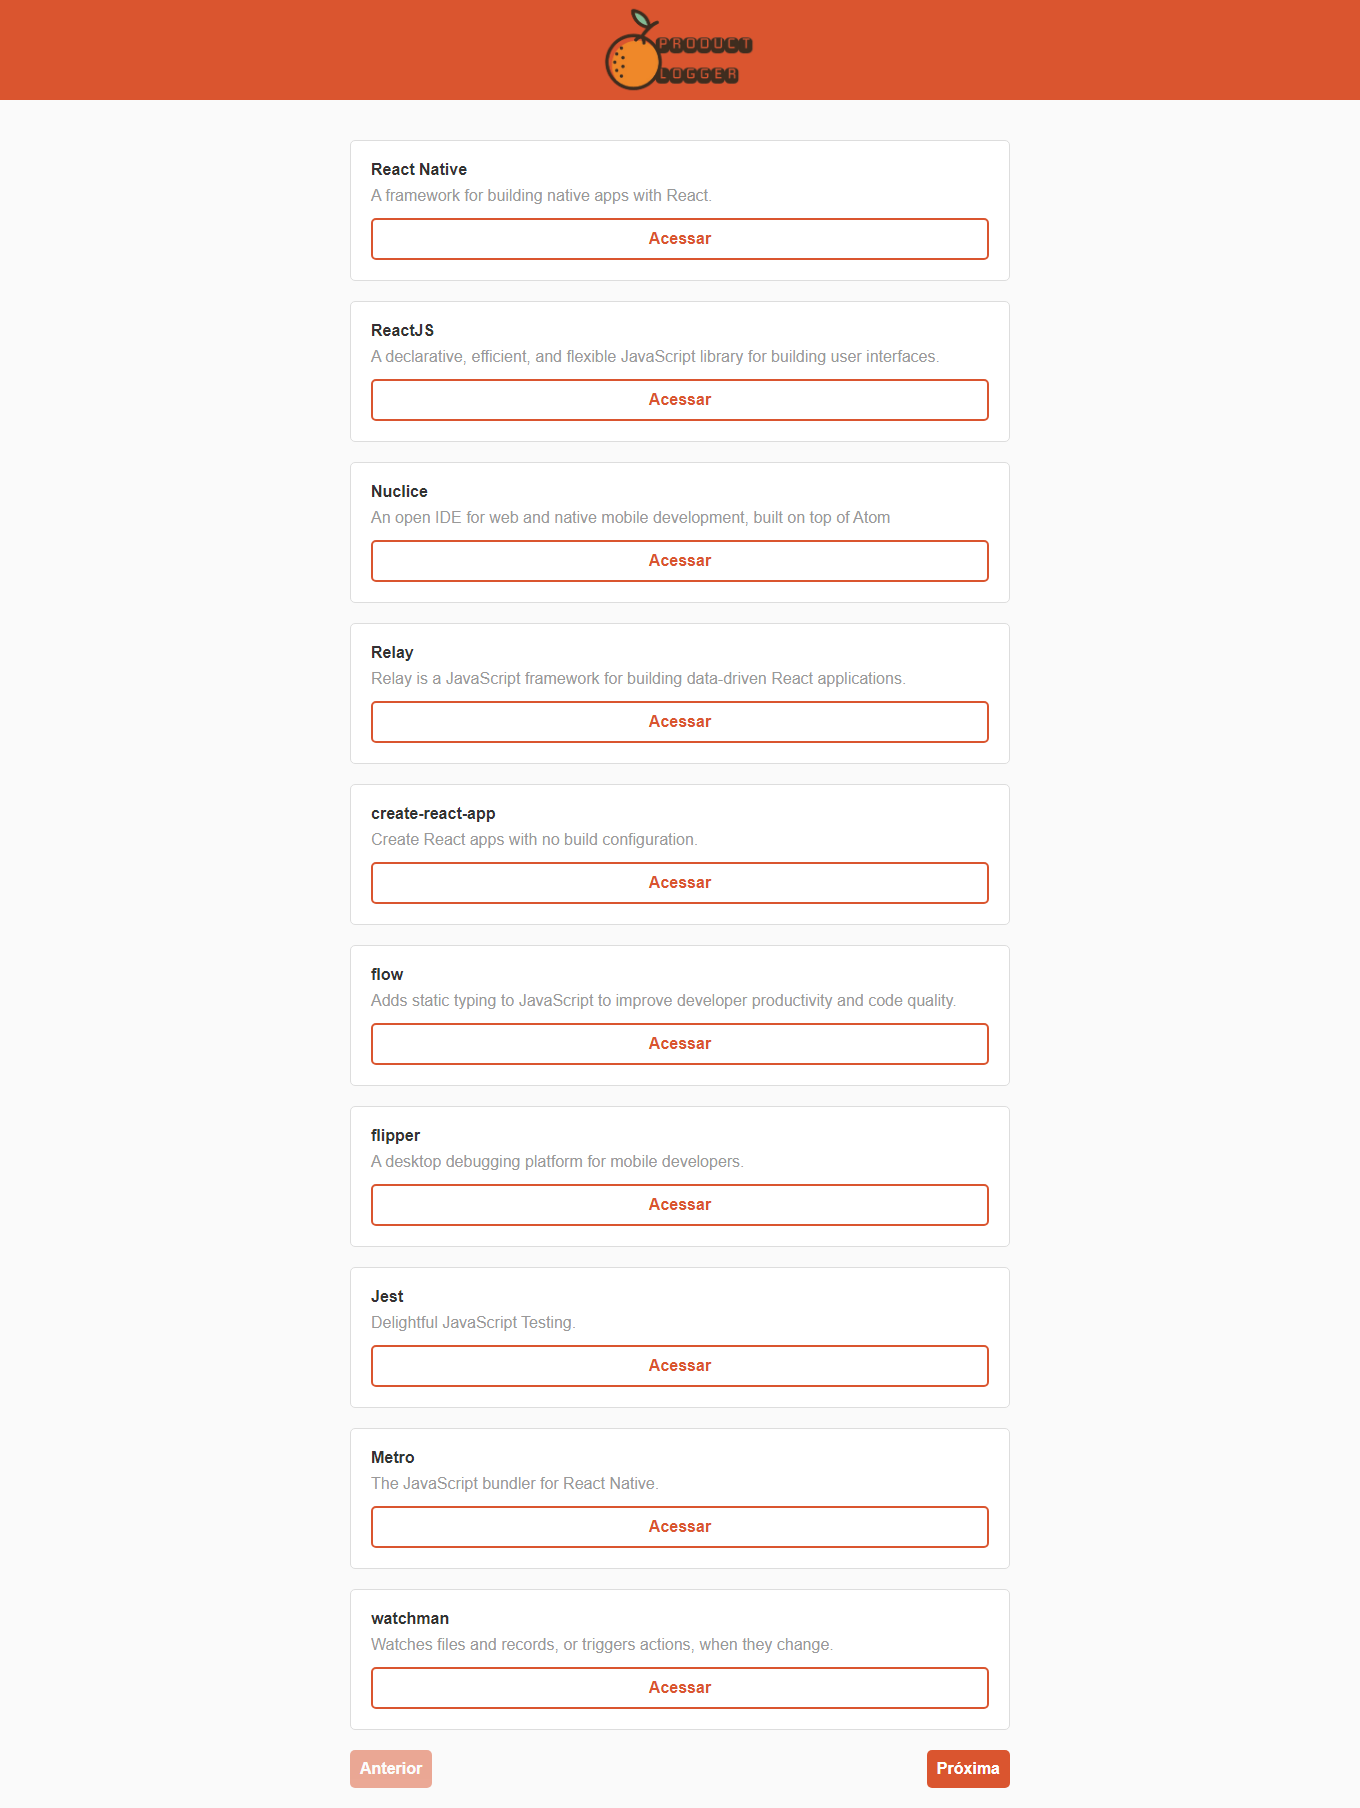 PRODUCT
LOGGER
React Native
A framework for building native apps with React.
Acessar
ReactJS
A declarative, efficient, and flexible JavaScript library for building user interfaces.
Acessar
Nuclice
An open IDE for web and native mobile development, built on top of Atom
Acessar
Relay
Relay is a JavaScript framework for building data-driven React applications.
Acessar
create-react-app
Create React apps with no build configuration.
Acessar
flow
Adds static typing to JavaScript to improve developer productivity and code quality.
Acessar
flipper
A desktop debugging platform for mobile developers.
Acessar
Jest
Delightful JavaScript Testing.
Acessar
Metro
The JavaScript bundler for React Native.
Acessar
watchman
Watches files and records, or triggers actions, when they change.
Acessar
Anterior Próxima